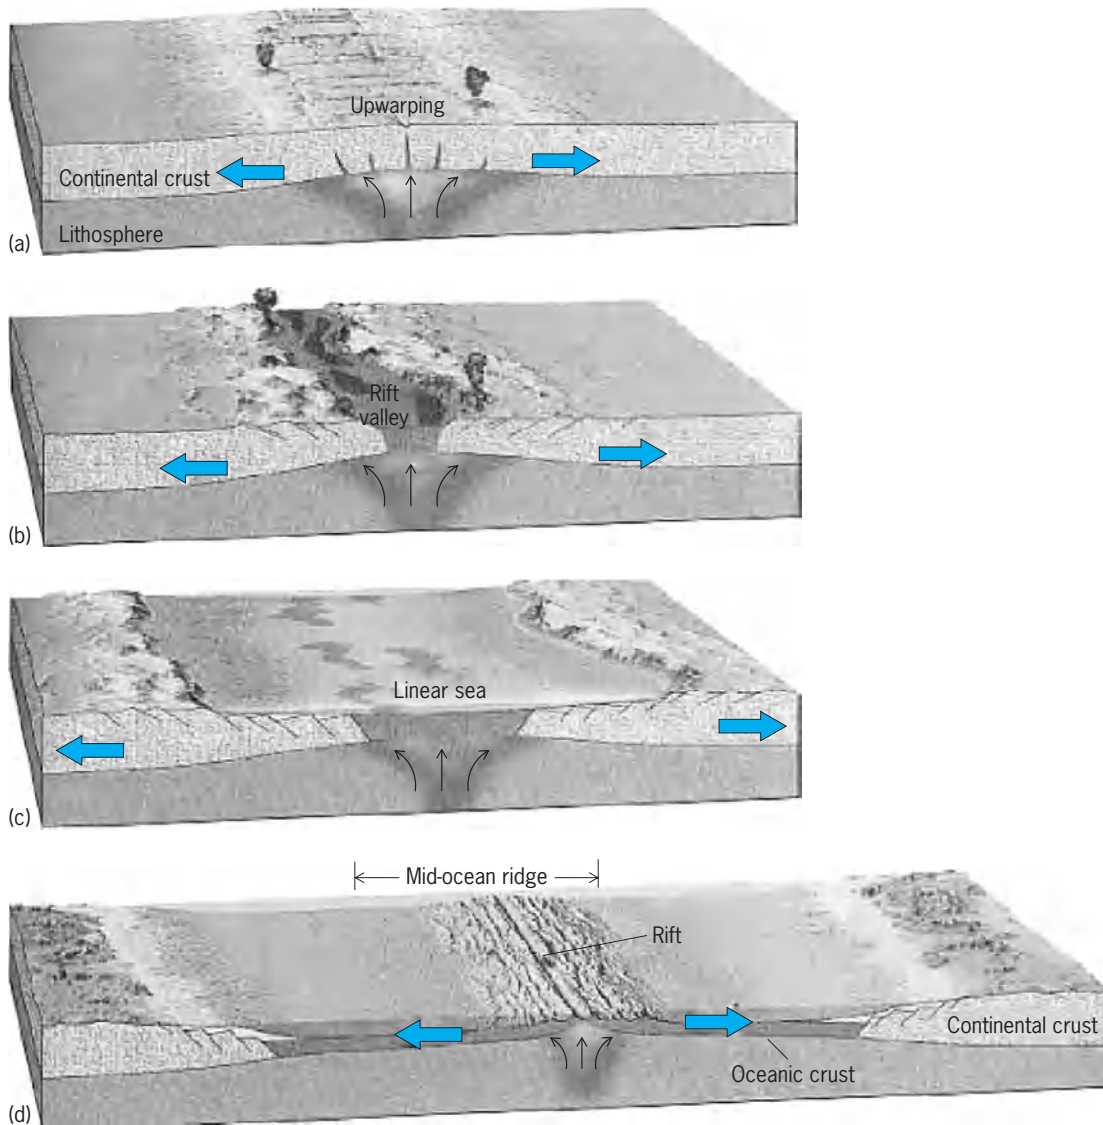 Upwarping
Continental crust
Lithosphere
(a)
Rift
valley
(b)
Linear sea
(c)
Mid-ocean ridge
Rift
Continental crust
Oceanic crust
(d)